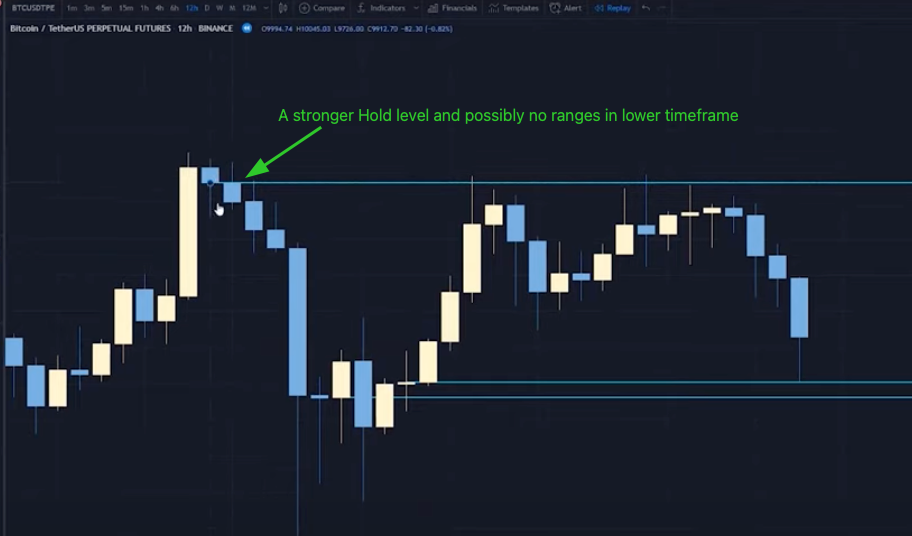 BTCUSDTPE 1m 3m 5m 15m 1h 4h 6h 12h D W M 12M Compare Indicators Financials Templates Alert Replay
Bitcoin / TetherUS PERPETUAL FUTURES 12h BINANCE O9994.74 H10045.03 L9726.00 C9912.70 -82.30 (-0.82%)
A stronger Hold level and possibly no ranges in lower timeframe